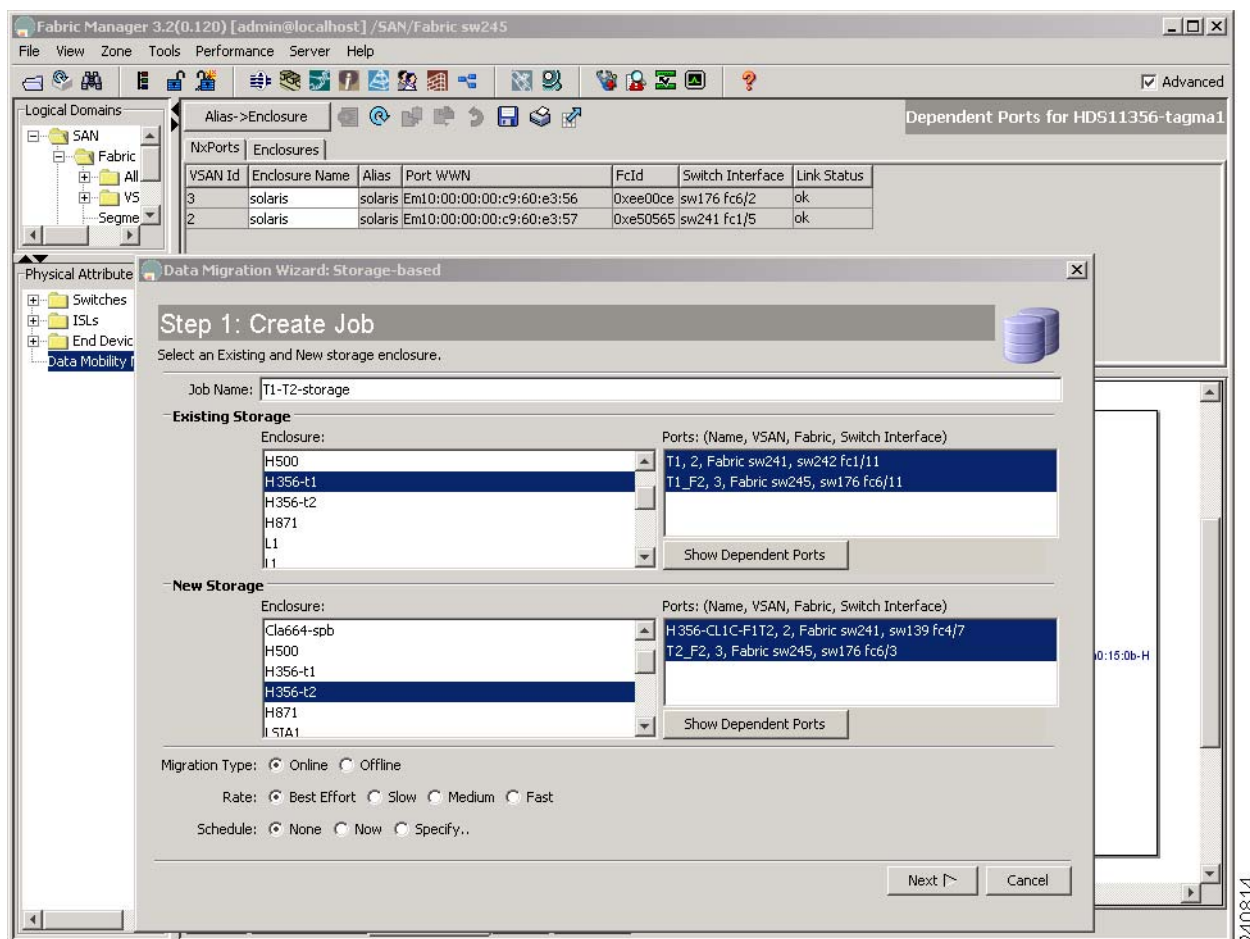 Fabric Manager 3.2(0.120) [admin@localhost] /SAN/Fabric sw245
File View Zone Tools Performance Server Help
Advanced
Logical Domains
SAN
Fabric
All
VS
Segme
Alias->Enclosure
Dependent Ports for HDS11356-tagma1
NxPorts Enclosures
VSAN Id Enclosure Name Alias Port WWN FcId Switch Interface Link Status
3 solaris solaris Em10:00:00:00:c9:60:e3:56 0xee00ce sw176 fc6/2 ok
2 solaris solaris Em10:00:00:00:c9:60:e3:57 0xe50565 sw241 fc1/5 ok
Physical Attribute
Switches
ISLs
End Devic
Data Mobility
Data Migration Wizard: Storage-based
Step 1: Create Job
Select an Existing and New storage enclosure.
Job Name: T1-T2-storage
Existing Storage
Enclosure:
H500
H356-t1
H356-t2
H871
L1
L1
Ports: (Name, VSAN, Fabric, Switch Interface)
T1, 2, Fabric sw241, sw242 fc1/11
T1_F2, 3, Fabric sw245, sw176 fc6/11
Show Dependent Ports
New Storage
Enclosure:
Cla664-spb
H500
H356-t1
H356-t2
H871
LSIA1
Ports: (Name, VSAN, Fabric, Switch Interface)
H356-CL1C-F1T2, 2, Fabric sw241, sw139 fc4/7
T2_F2, 3, Fabric sw245, sw176 fc6/3
Show Dependent Ports
Migration Type: Online Offline
Rate: Best Effort Slow Medium Fast
Schedule: None Now Specify..
Next Cancel
0:15:0b-H
240814